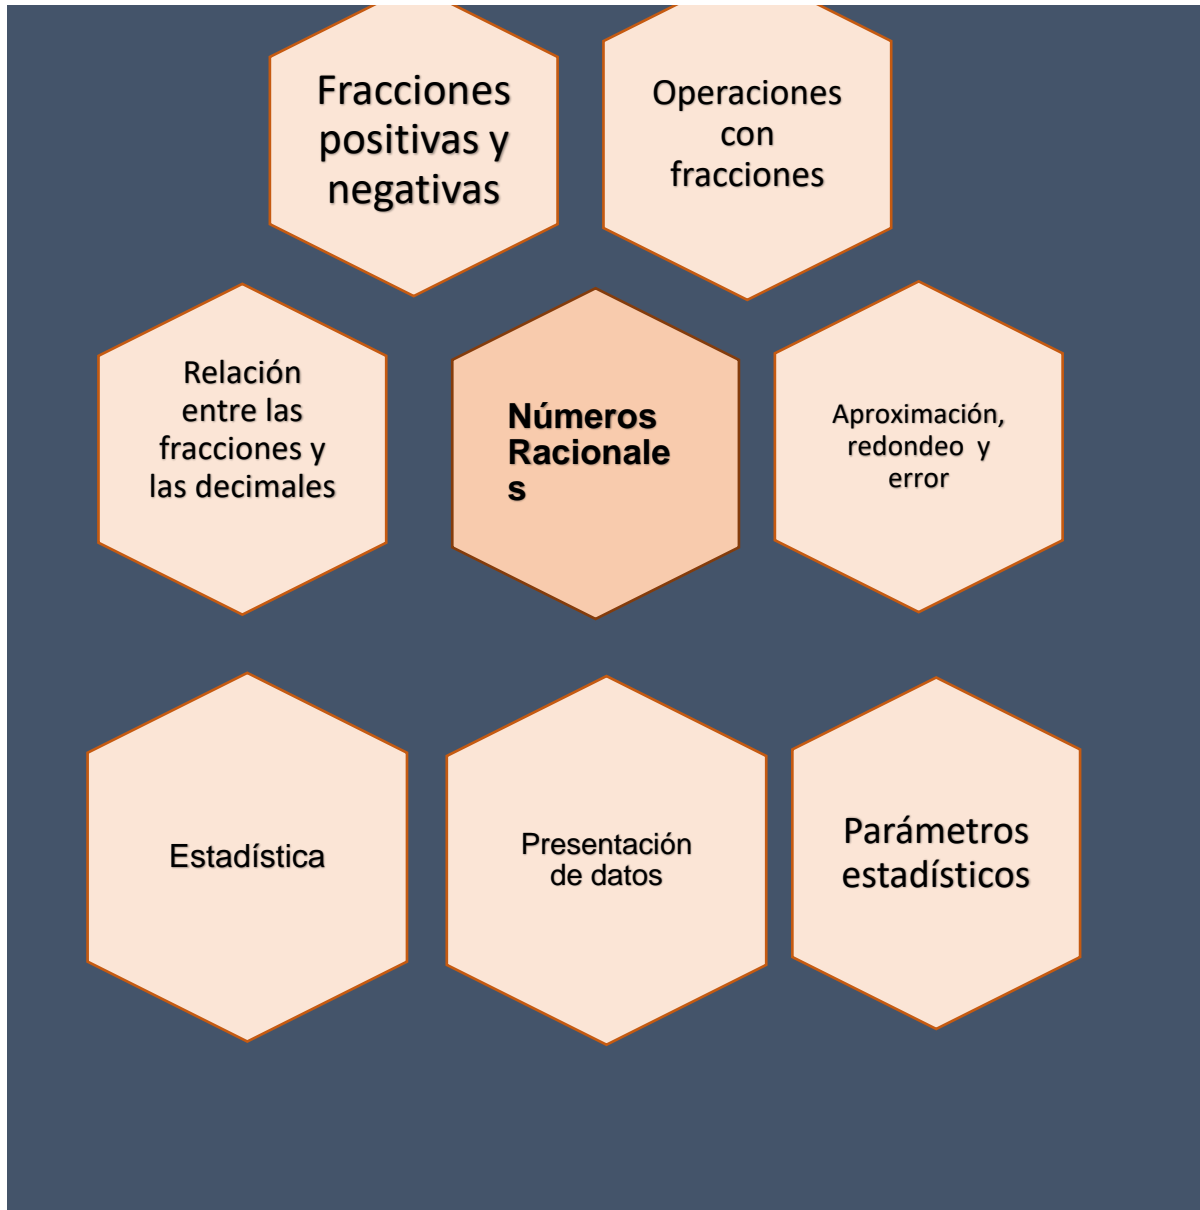 Fracciones
positivas y
negativas
Operaciones
con
fracciones
Relación
entre las
fracciones y
las decimales
Números
Racionale
s
Aproximación,
redondeo y
error
Estadística
Presentación
de datos
Parámetros
estadísticos